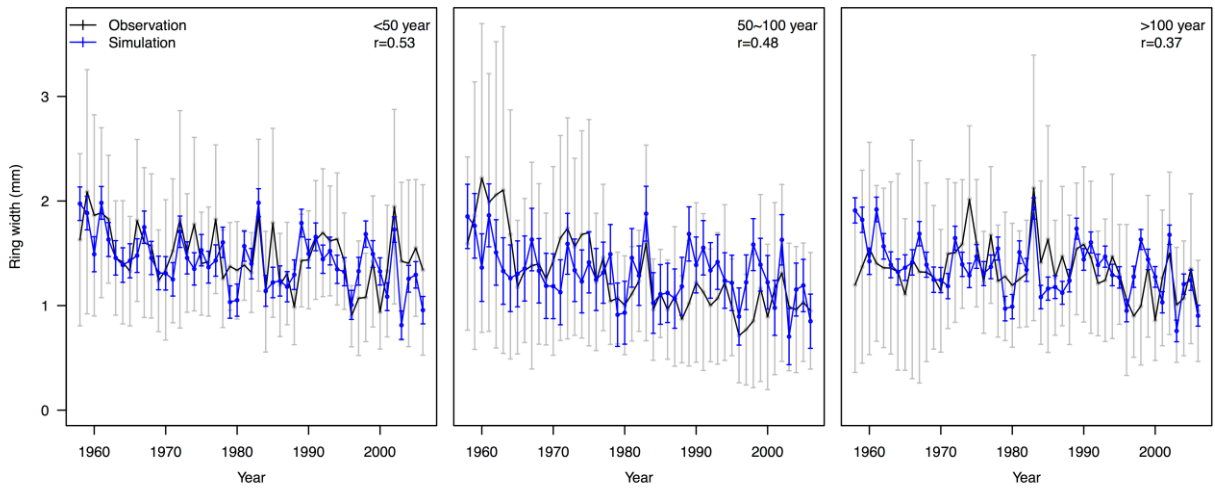 Observation
Simulation
<50 year
r=0.53
50~100 year
r=0.48
>100 year
r=0.37
Ring width (mm)
3
2
1
0
1960 1970 1980 1990 2000
1960 1970 1980 1990 2000
1960 1970 1980 1990 2000
Year
Year
Year